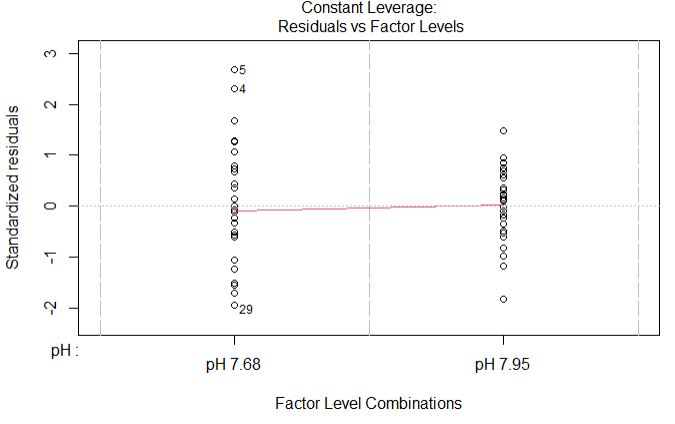 Constant Leverage:
Residuals vs Factor Levels
Standardized residuals
3
2
1
0
-1
-2
5
4
29
pH :
pH 7.68
pH 7.95
Factor Level Combinations